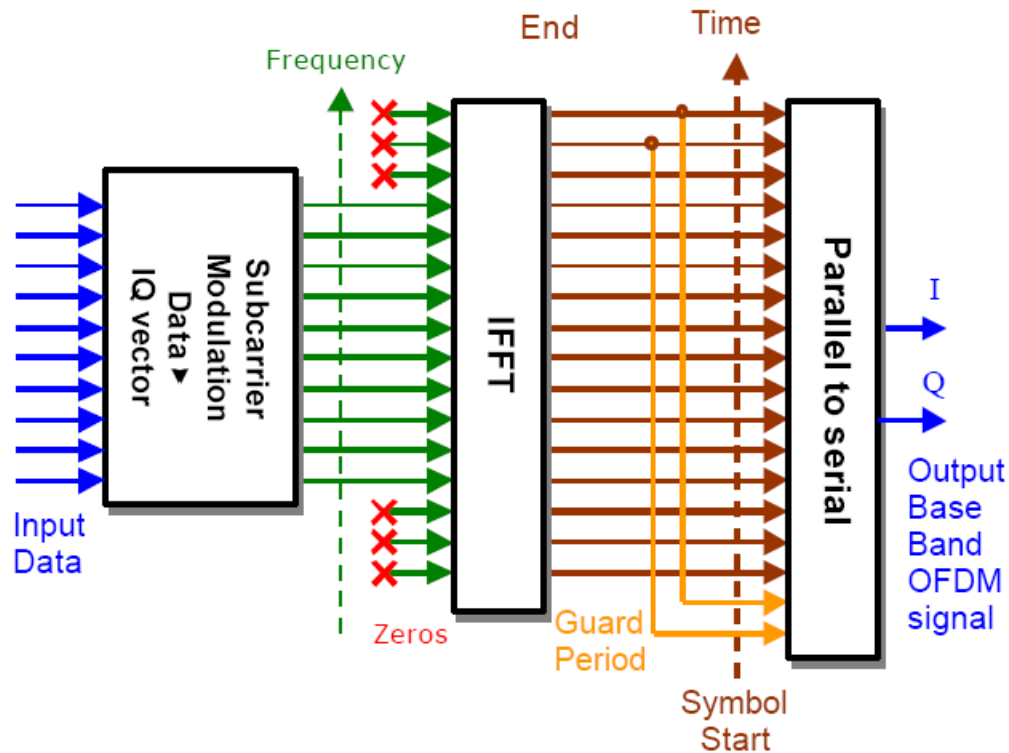 End
Time
Frequency
Subcarrier
Modulation
Data ▶
IQ vector
IFFT
Parallel to serial
I
Q
Input
Data
Zeros
Guard
Period
Output
Base
Band
OFDM
signal
Symbol
Start